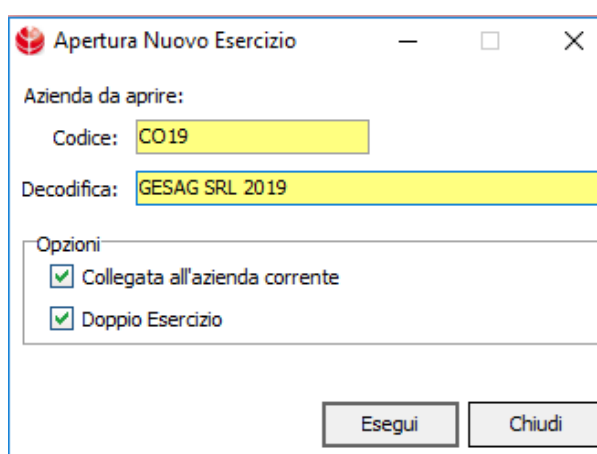 Apertura Nuovo Esercizio
Azienda da aprire:
Codice: CO19
Decodifica: GESAG SRL 2019
Opzioni
Collegata all'azienda corrente
Doppio Esercizio
Esegui Chiudi